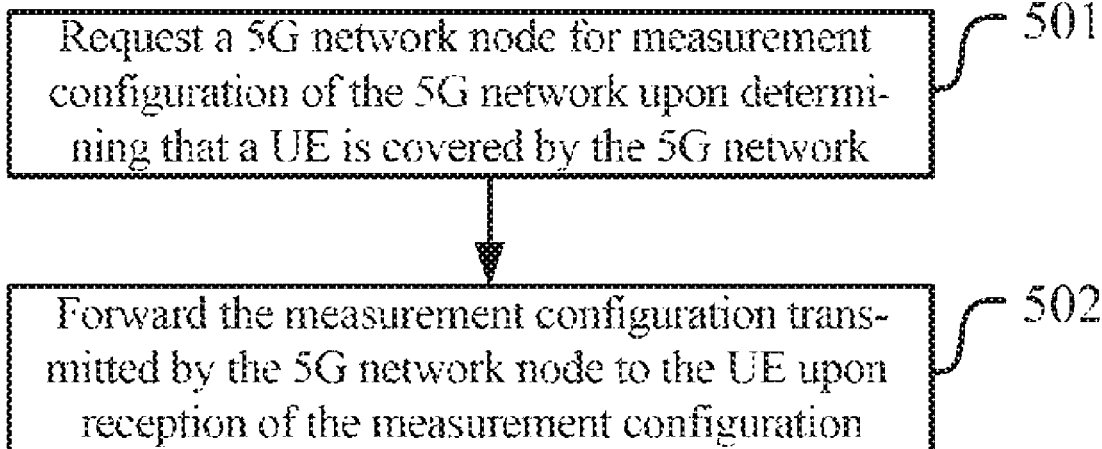 Request a 5G network node for measurement
configuration of the 5G network upon determi-
ning that a UE is covered by the 5G network
501
Forward the measurement configuration trans-
mitted by the 5G network node to the UE upon
reception of the measurement configuration
502